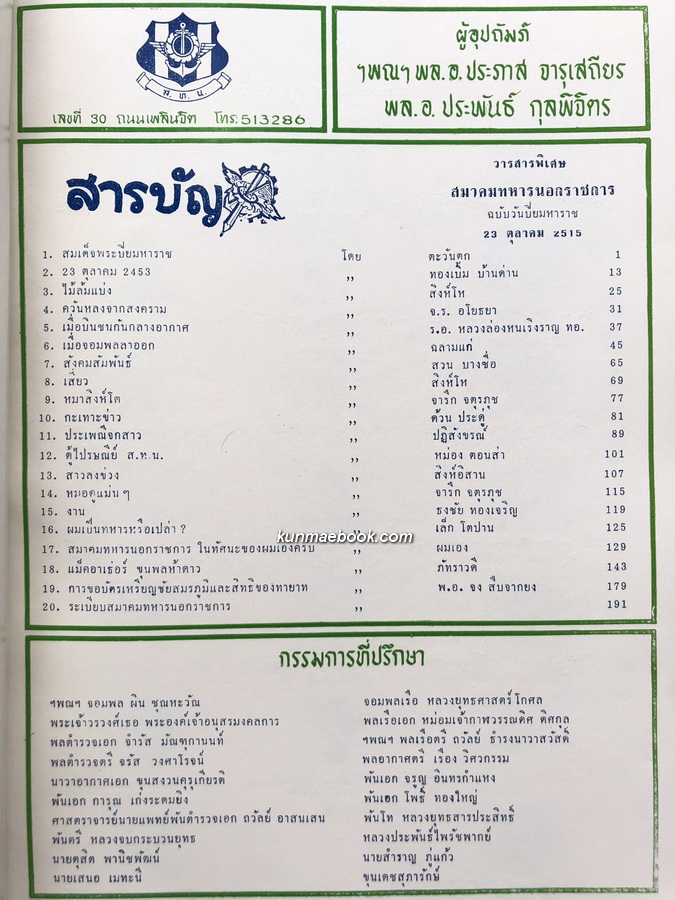 ส.ท.น.
เลขที่ 30 ถนนเพลินจิต โทร.513286
ผู้อุปถัมภ์
ฯพณฯ พล.อ.ประภาส จารุเสถียร
พล.อ. ประพันธ์ กุลพิจิตร
สารบัญ
วารสารพิเศษ
สมาคมทหารนอกราชการ
ฉบับวันปิยมหาราช
23 ตุลาคม 2515
1. สมเด็จพระปิยมหาราช โดย ตะวันตก 1
2. 23 ตุลาคม 2453 ,, ทองเบ้ม บ้านด่าน 13
3. ไม้ล้มแบ่ง ,, สิงห์โห 25
4. ควันหลงจากสงคราม ,, จ.ร. อโยธยา 31
5. เมื่อบินชนกันกลางอากาศ ,, ร.อ. หลวงล่องหนเริงราญ ทอ. 37
6. เมื่อจอมพลลาออก ,, ฉลามแก่ 45
7. สังคมสัมพันธ์ ,, สวน บางซื่อ 65
8. เสี่ยว ,, สิงห์โห 69
9. หมาสิงห์โต ,, จาริก จตุรภุช 77
10. กะเทาะข่าว ,, ด้วน ประดู่ 81
11. ประเพณีจกสาว ,, ปฏิสังขรณ์ 89
12. ตู้ไปรษณีย์ ส.ท.น. ,, หม่อง ตอนส่า 101
13. สาวลงข่วง ,, สิงห์อิสาน 107
14. หมอดูแม่นๆ ,, จาริก จตุรภุช 115
15. งาน ,, ธงชัย ทองเจริญ 119
16. ผมเป็นทหารหรือเปล่า ? ,, เล็ก โตปาน 125
kunmaebook.com
17. สมาคมทหารนอกราชการ ในทัศนะของผมเองครับ ,, ผมเอง 129
18. แม็คอาเธ่อร์ ขุนพลห้าดาว ,, ภัทราวดี 143
19. การขอบัตรเหรียญชัยสมรภูมิและสิทธิของทายาท ,, พ.อ. จง สืบจากยง 179
20. ระเบียบสมาคมทหารนอกราชการ ,, 191
กรรมการที่ปรึกษา
ฯพณฯ จอมพล ผิน ชุณหะวัณ
พระเจ้าวรวงศ์เธอ พระองค์เจ้าอนุสรมงคลการ
พลตำรวจเอก จำรัส มัณฑุกานนท์
พลตำรวจตรี จรัส วงศาโรจน์
นาวาอากาศเอก ขุนสงวนคุรุเกียรติ
พันเอก การุณ เก่งระดมยิง
ศาสตราจารย์นายแพทย์พันตำรวจเอก ถวัลย์ อาสนเสน
พันตรี หลวงจบกระบวนยุทธ
นายดุสิต พานิชพัฒน์
นายเสนอ เมทะนี
จอมพลเรือ หลวงยุทธศาสตร์โกศล
พลเรือเอก หม่อมเจ้ากาฬวรรณดิศ ดิศกุล
ฯพณฯ พลเรือตรี ถวัลย์ ธำรงนาวาสวัสดิ์
พลอากาศตรี เรือง วิศวกรรม
พันเอก จรูญ อินทรกำแหง
พันเอก โพธิ์ ทองใหญ่
พันโท หลวงยุทธสารประสิทธิ์
หลวงประพันธ์ไพรัชพากย์
นายสำราญ ภู่แก้ว
ขุนเดชสุภารักษ์